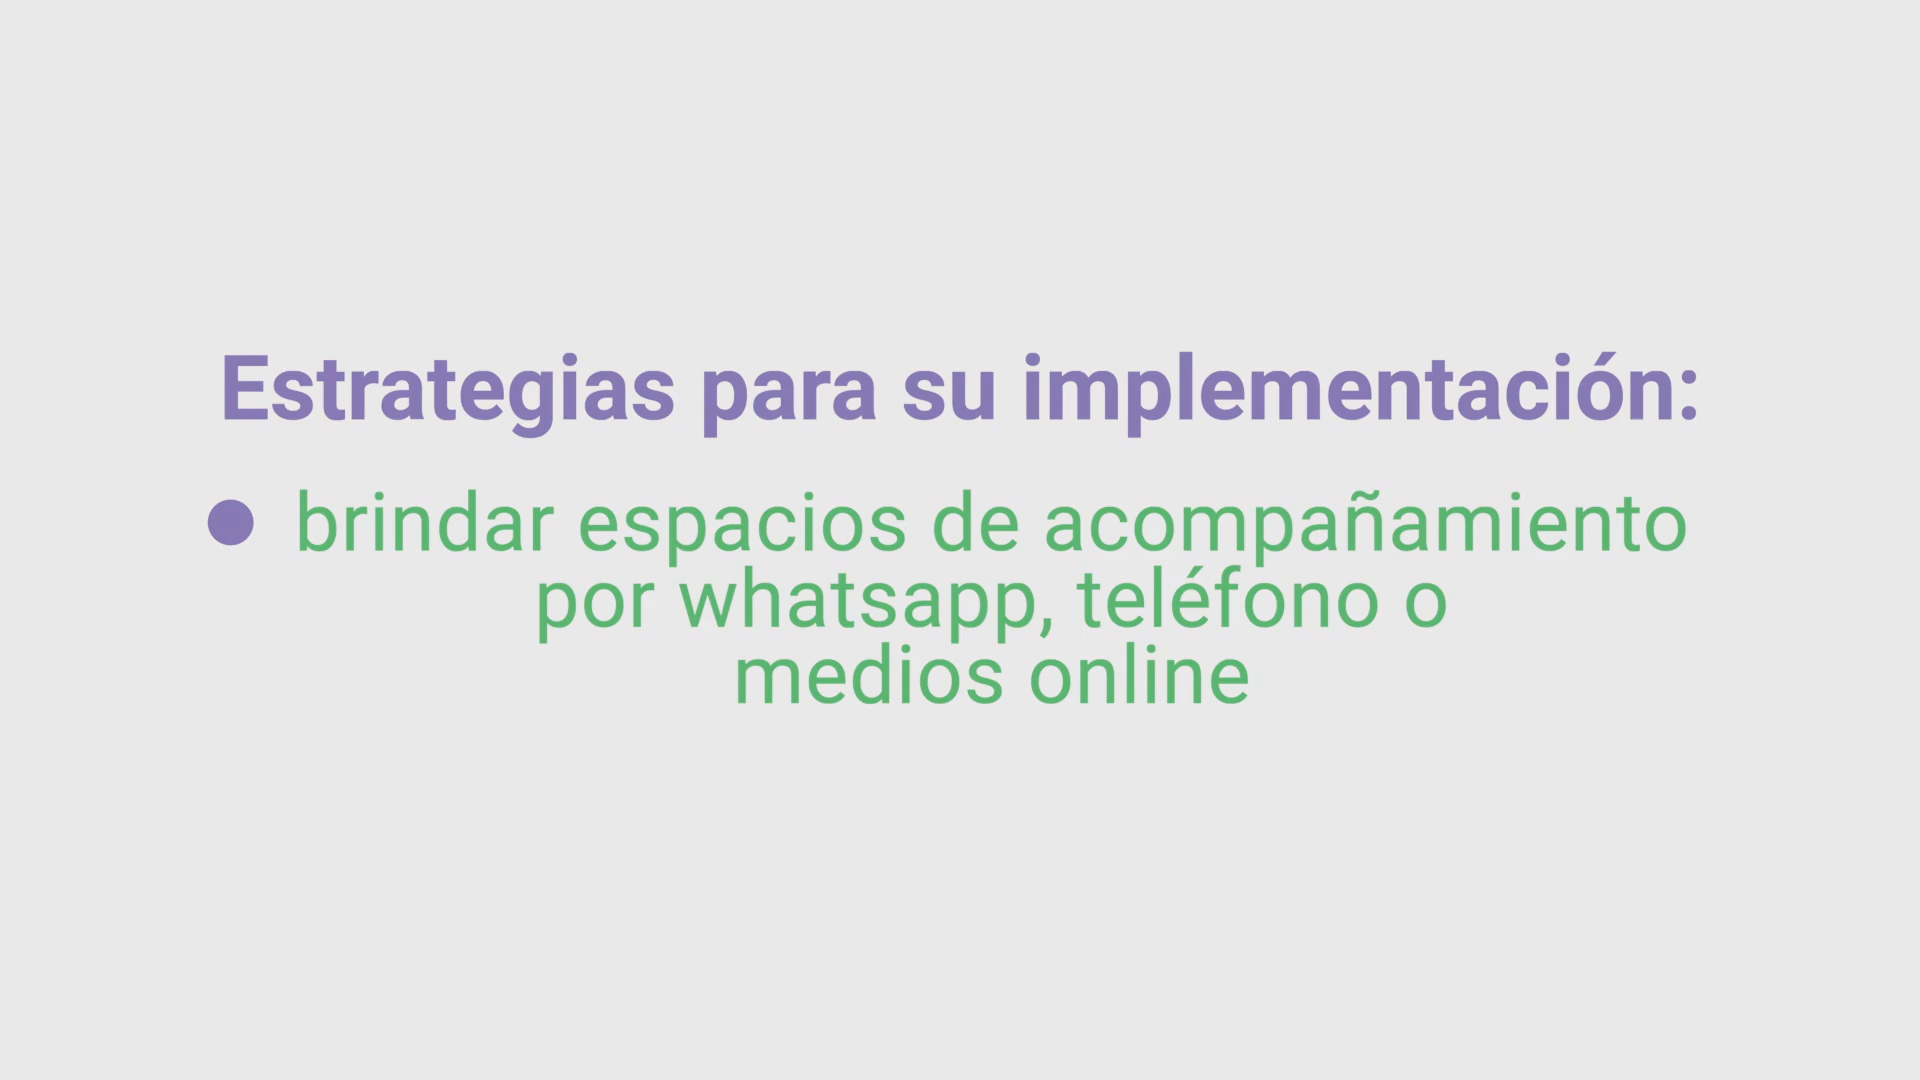 Estrategias para su implementación:
● brindar espacios de acompañamiento
por whatsapp, teléfono o
medios online